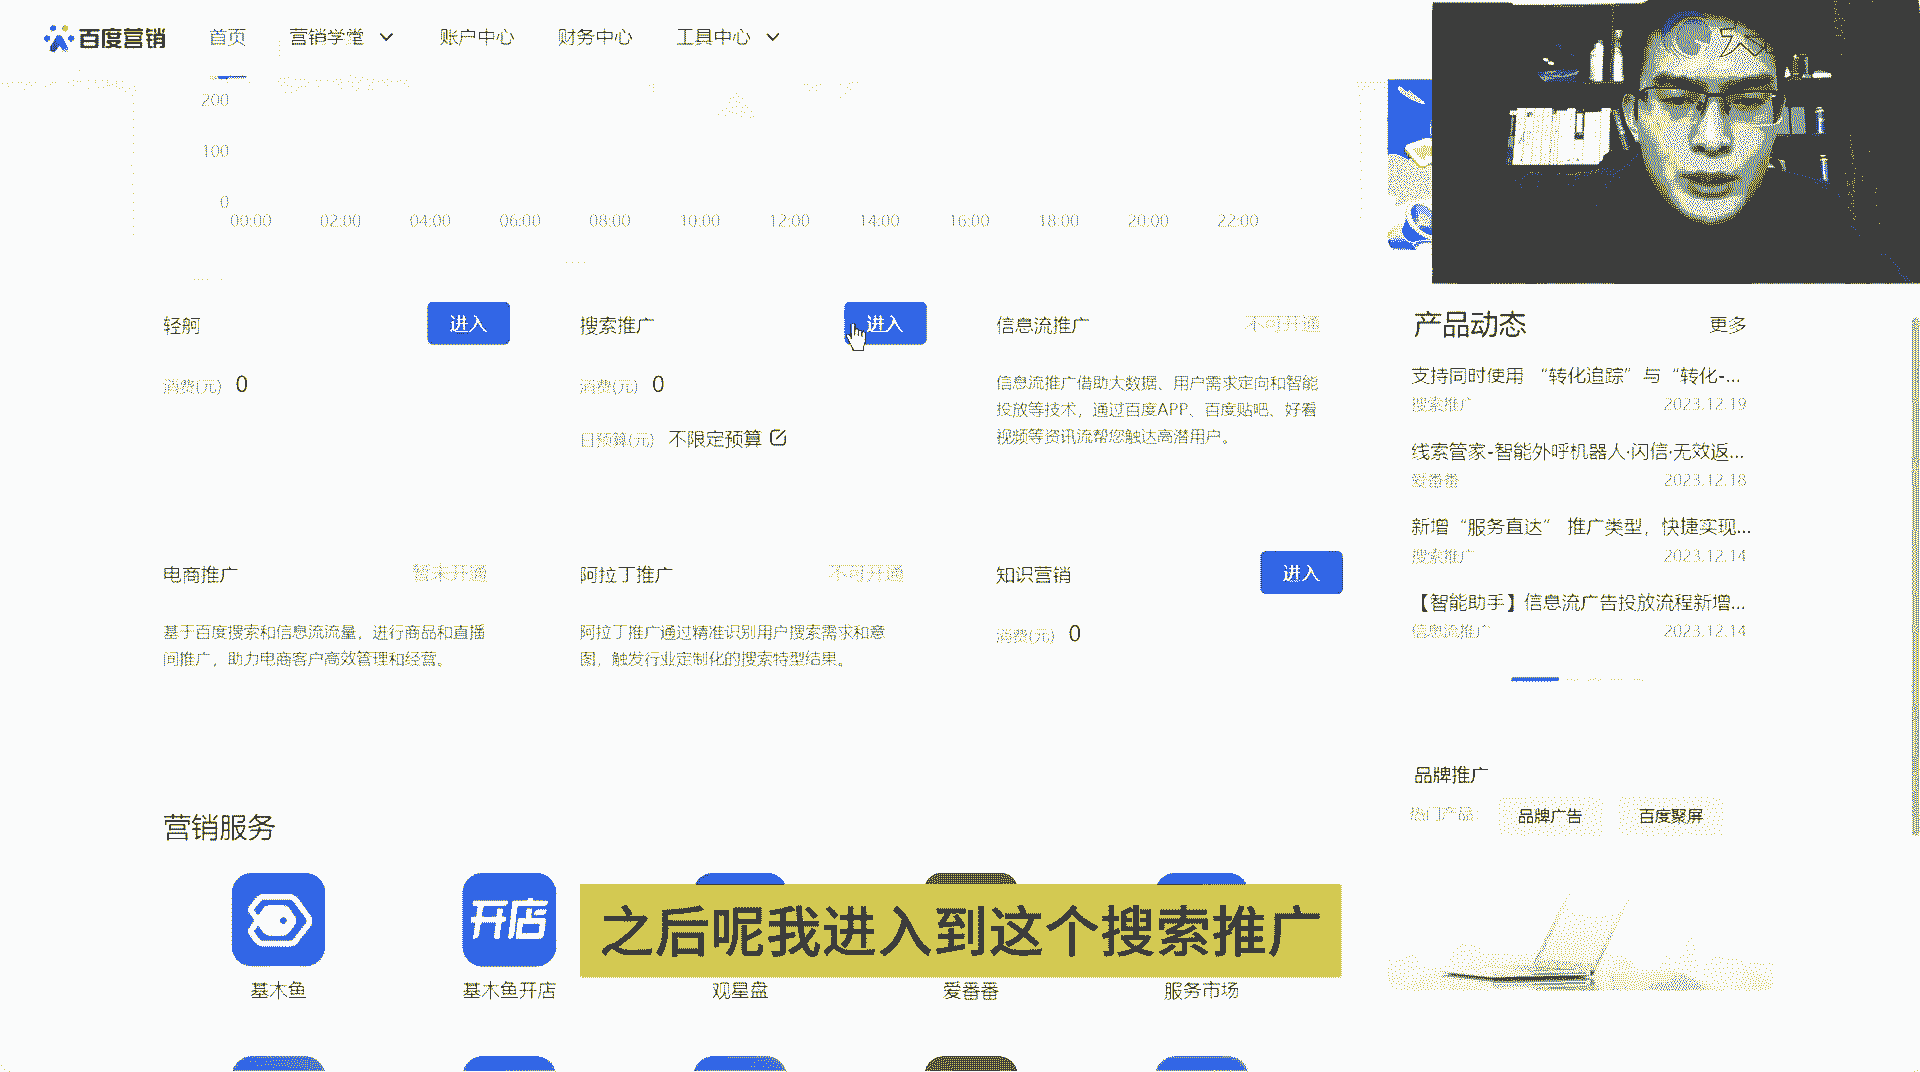 百度营销
首页 营销学堂 账户中心 财务中心 工具中心
200
100
0
00:00 02:00 04:00 06:00 08:00 10:00 12:00 14:00 16:00 18:00 20:00 22:00
轻舸 进入
消费(元) 0
搜索推广 进入
消费(元) 0
日预算(元) 不限定预算
信息流推广 不可开通
信息流推广借助大数据、用户需求定向和智能
投放等技术，通过百度APP、百度贴吧、好看
视频等资讯流帮您触达高潜用户。
电商推广 暂未开通
基于百度搜索和信息流流量，进行商品和直播
间推广，助力电商客户高效管理和经营。
阿拉丁推广 不可开通
阿拉丁推广通过精准识别用户搜索需求和意
图，触发行业定制化的搜索特型结果。
知识营销 进入
消费(元) 0
产品动态 更多
支持同时使用 “转化追踪” 与 “转化-...
搜索推广 2023.12.19
线索管家-智能外呼机器人·闪信·无效返...
爱番番 2023.12.18
新增 “服务直达” 推广类型，快捷实现...
搜索推广 2023.12.14
【智能助手】信息流广告投放流程新增...
信息流推广 2023.12.14
品牌推广
热门产品: 品牌广告 百度聚屏
营销服务
开店
基木鱼 基木鱼开店 观星盘 爱番番 服务市场
之后呢我进入到这个搜索推广